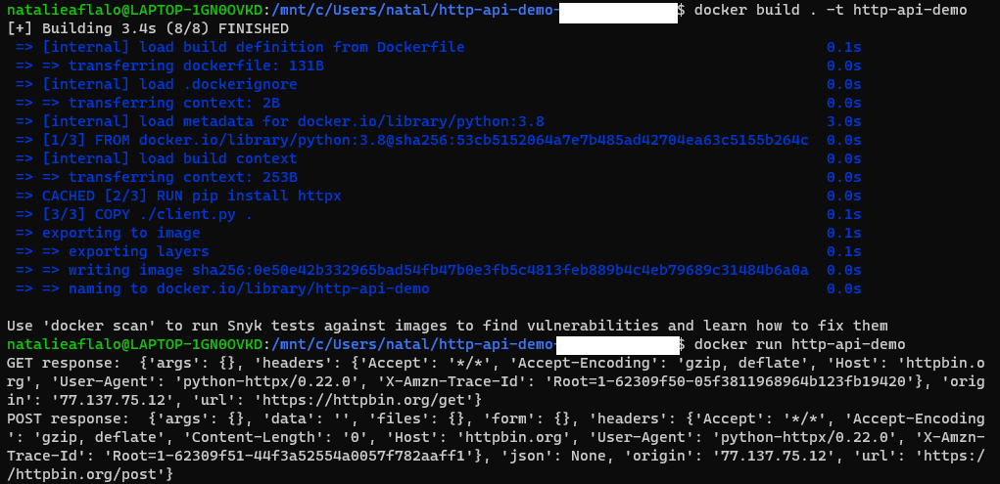 natalieaflalo@LAPTOP-1GN0OVKD:/mnt/c/Users/natal/http-api-demo-$ docker build . -t http-api-demo
[+] Building 3.4s (8/8) FINISHED
=> [internal] load build definition from Dockerfile 0.1s
=> => transferring dockerfile: 131B 0.0s
=> [internal] load .dockerignore 0.0s
=> => transferring context: 2B 0.0s
=> [internal] load metadata for docker.io/library/python:3.8 3.0s
=> [1/3] FROM docker.io/library/python:3.8@sha256:53cb5152064a7e7b485ad42704ea63c5155b264c 0.0s
=> [internal] load build context 0.0s
=> => transferring context: 253B 0.0s
=> CACHED [2/3] RUN pip install httpx 0.0s
=> [3/3] COPY ./client.py . 0.1s
=> exporting to image 0.1s
=> => exporting layers 0.1s
=> => writing image sha256:0e50e42b332965bad54fb47b0e3fb5c4813feb889b4c4eb79689c31484b6a0a 0.0s
=> => naming to docker.io/library/http-api-demo 0.0s
Use 'docker scan' to run Snyk tests against images to find vulnerabilities and learn how to fix them
natalieaflalo@LAPTOP-1GN0OVKD:/mnt/c/Users/natal/http-api-demo-$ docker run http-api-demo
GET response:  {'args': {}, 'headers': {'Accept': '*/*', 'Accept-Encoding': 'gzip, deflate', 'Host': 'httpbin.o
rg', 'User-Agent': 'python-httpx/0.22.0', 'X-Amzn-Trace-Id': 'Root=1-62309f50-05f3811968964b123fb19420'}, 'orig
in': '77.137.75.12', 'url': 'https://httpbin.org/get'}
POST response:  {'args': {}, 'data': '', 'files': {}, 'form': {}, 'headers': {'Accept': '*/*', 'Accept-Encoding
': 'gzip, deflate', 'Content-Length': '0', 'Host': 'httpbin.org', 'User-Agent': 'python-httpx/0.22.0', 'X-Amzn-
Trace-Id': 'Root=1-62309f51-44f3a52554a0057f782aaff1'}, 'json': None, 'origin': '77.137.75.12', 'url': 'https:/
/httpbin.org/post'}